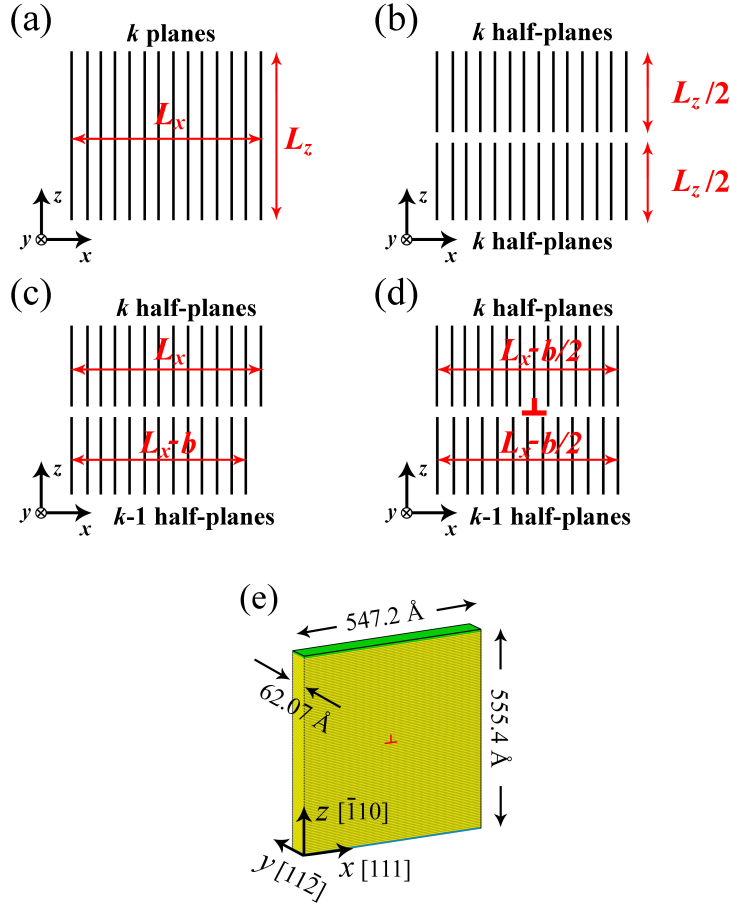 (a)
k planes
Lx
Lz
z
y
x
(b)
k half-planes
Lz/2
Lz/2
z
y
x
k half-planes
(c)
k half-planes
Lx
Lx-b
z
y
x
k-1 half-planes
(d)
k half-planes
Lx-b/2
Lx-b/2
z
y
x
k-1 half-planes
(e)
547.2 Å
62.07 Å
555.4 Å
z [1̄10]
y [112̄]
x [111]